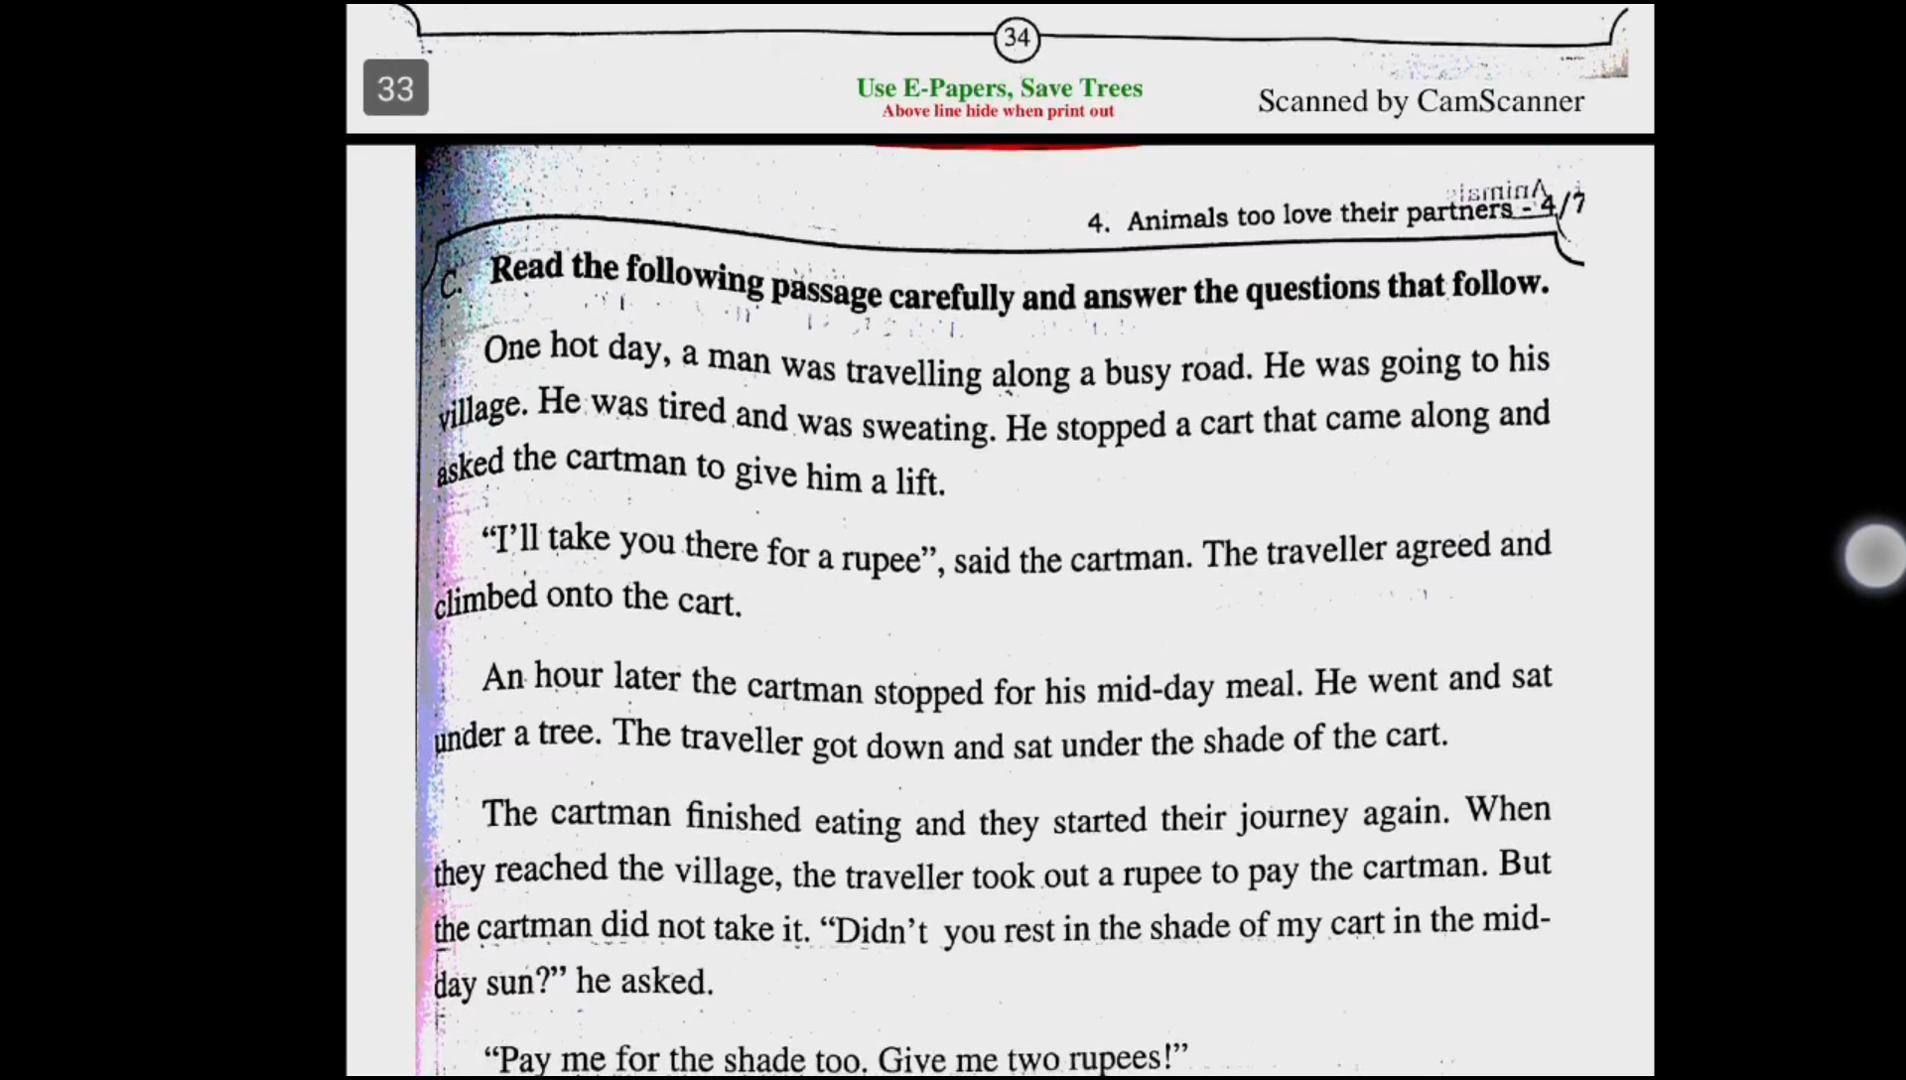 34
33
Use E-Papers, Save Trees
Above line hide when print out
Scanned by CamScanner
4. Animals too love their partners - 4/7
C. Read the following passage carefully and answer the questions that follow.
One hot day, a man was travelling along a busy road. He was going to his
village. He was tired and was sweating. He stopped a cart that came along and
asked the cartman to give him a lift.
“I’ll take you there for a rupee”, said the cartman. The traveller agreed and
climbed onto the cart.
An hour later the cartman stopped for his mid-day meal. He went and sat
under a tree. The traveller got down and sat under the shade of the cart.
The cartman finished eating and they started their journey again. When
they reached the village, the traveller took out a rupee to pay the cartman. But
the cartman did not take it. “Didn’t you rest in the shade of my cart in the mid-
day sun?” he asked.
“Pay me for the shade too. Give me two rupees!”